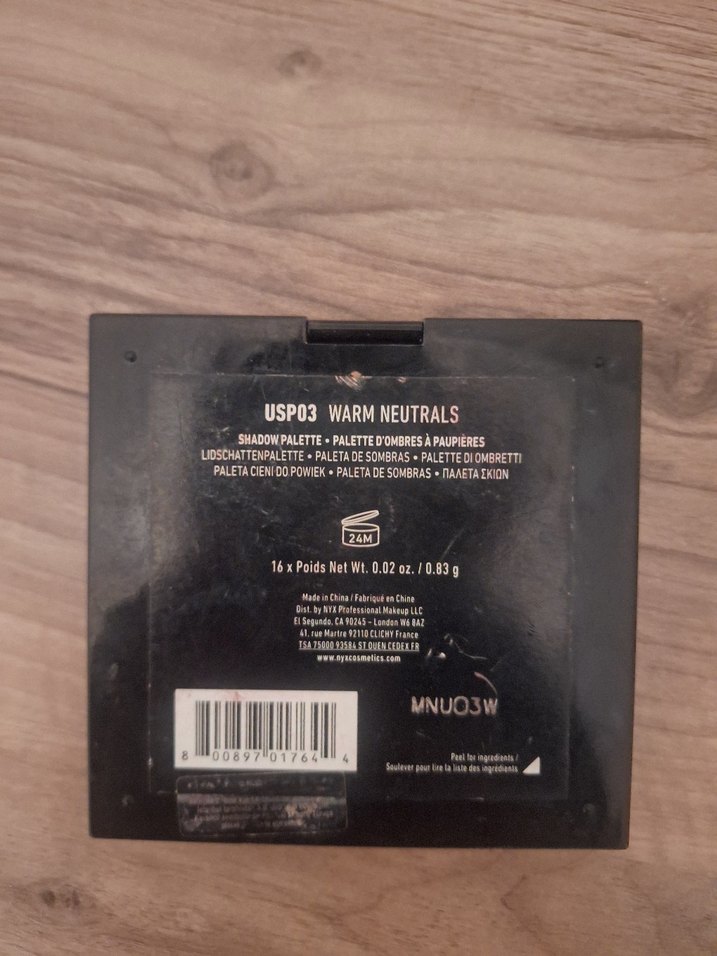 USP03 WARM NEUTRALS
SHADOW PALETTE • PALETTE D'OMBRES À PAUPIÈRES
LIDSCHATTENPALETTE • PALETA DE SOMBRAS • PALETTE DI OMBRETTI
PALETA CIENI DO POWIEK • PALETA DE SOMBRAS • ΠΑΛΕΤΑ ΣΚΙΩΝ
24M
16 x Poids Net Wt. 0.02 oz. / 0.83 g
Made in China / Fabriqué en Chine
Dist. by NYX Professional Makeup LLC
El Segundo, CA 90245 – London W6 8AZ
41, rue Martre 92110 CLICHY France
TSA 75000 93584 ST OUEN CEDEX FR
www.nyxcosmetics.com
MNU03W
8 00897 01764 4
Peel for ingredients /
Soulever pour lire la liste des ingrédients